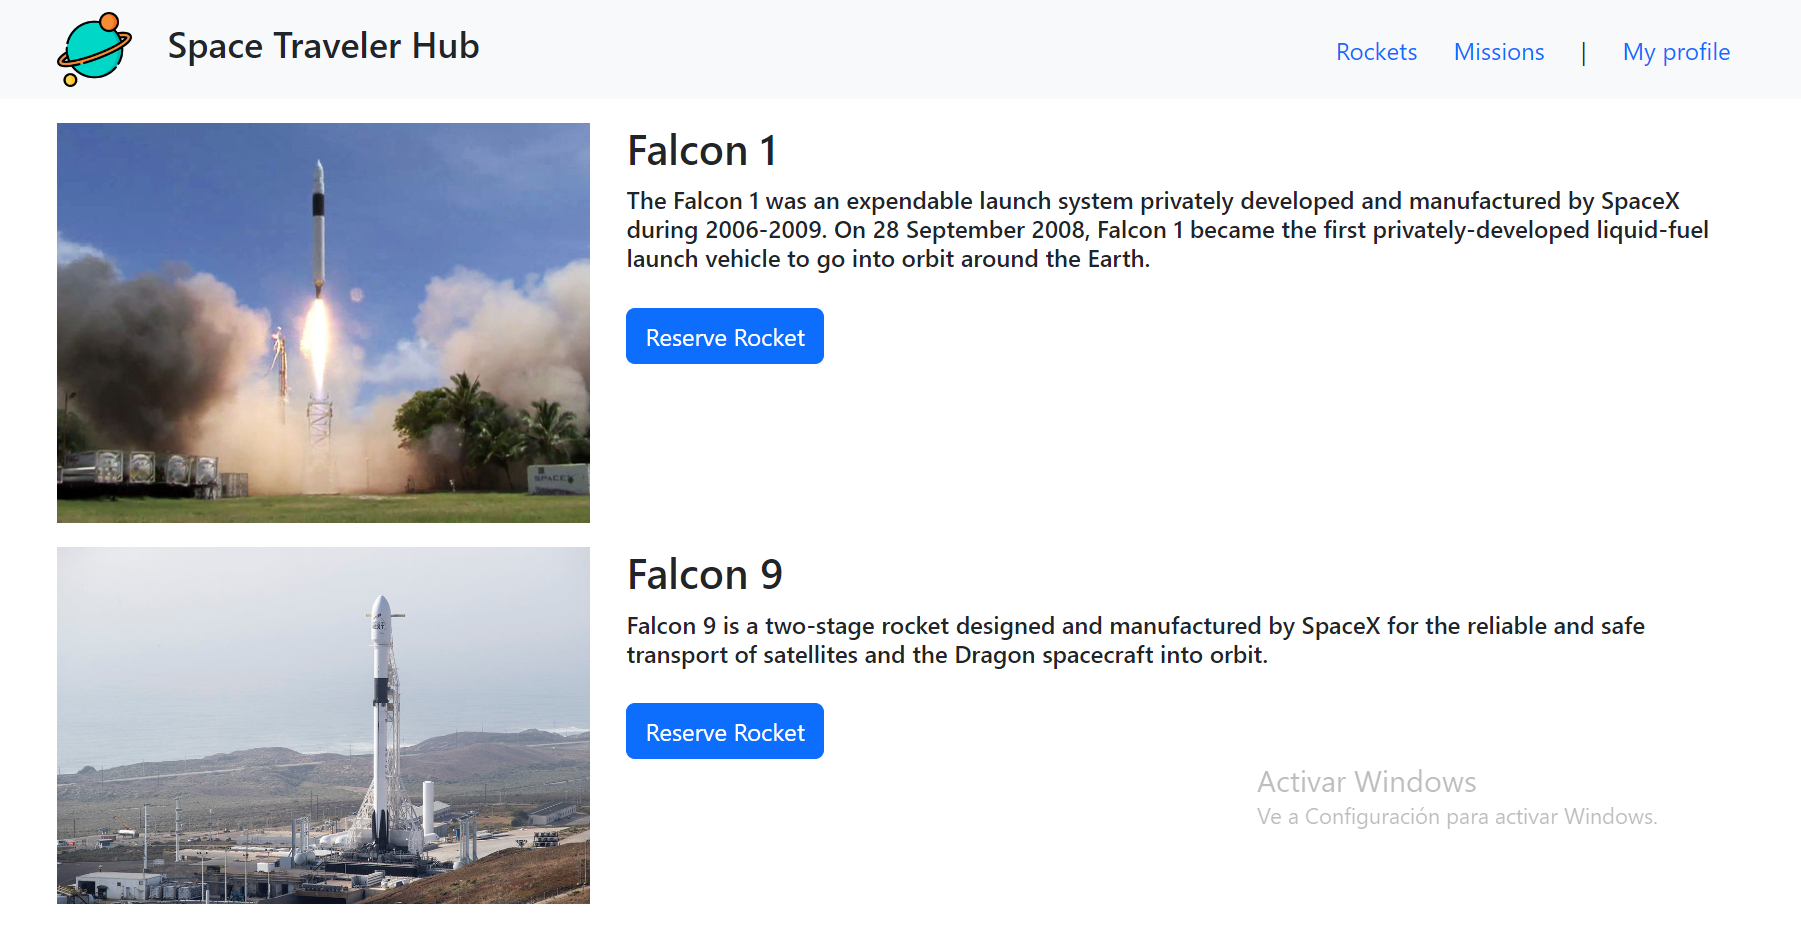 Space Traveler Hub
Rockets Missions | My profile
Falcon 1
The Falcon 1 was an expendable launch system privately developed and manufactured by SpaceX
during 2006-2009. On 28 September 2008, Falcon 1 became the first privately-developed liquid-fuel
launch vehicle to go into orbit around the Earth.
Reserve Rocket
SPACEX
Falcon 9
Falcon 9 is a two-stage rocket designed and manufactured by SpaceX for the reliable and safe
transport of satellites and the Dragon spacecraft into orbit.
Reserve Rocket
Activar Windows
Ve a Configuración para activar Windows.